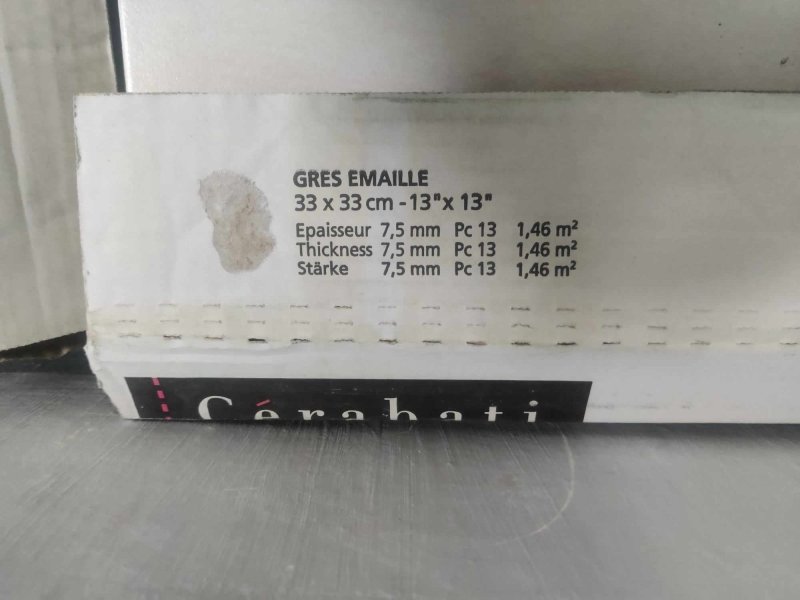 GRES EMAILLE
33 x 33 cm - 13" x 13"
Epaisseur 7,5 mm Pc 13 1,46 m²
Thickness 7,5 mm Pc 13 1,46 m²
Stärke 7,5 mm Pc 13 1,46 m²
Cérabati